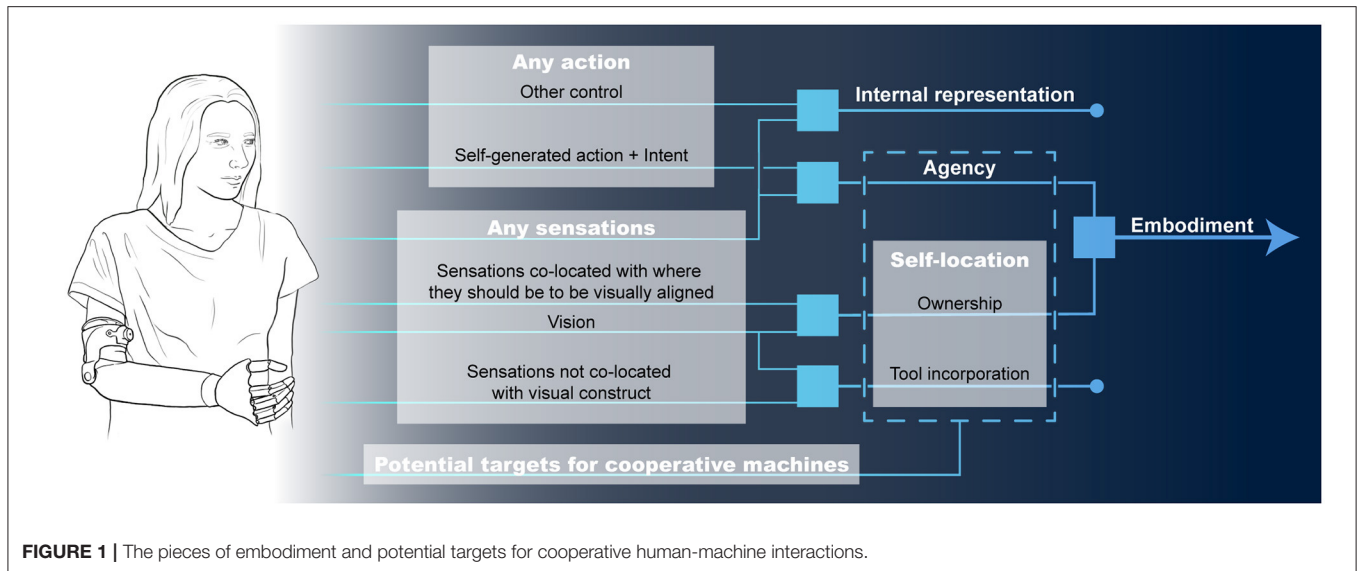 Any action
Other control
Self-generated action + Intent
Any sensations
Sensations co-located with where
they should be to be visually aligned
Vision
Sensations not co-located
with visual construct
Potential targets for cooperative machines
Internal representation
Agency
Self-location
Ownership
Tool incorporation
Embodiment
FIGURE 1 | The pieces of embodiment and potential targets for cooperative human-machine interactions.